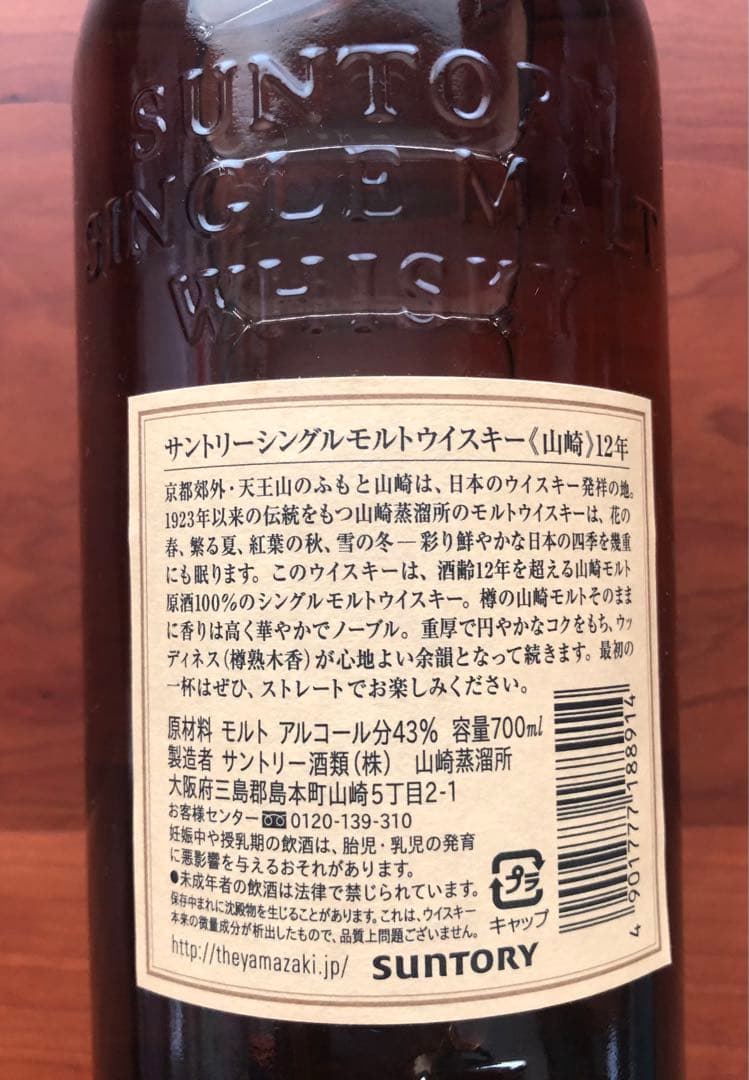 SUNTORY
SINGLE MALT
WHISKY
サントリーシングルモルトウイスキー《山崎》12年
京都郊外・天王山のふもと山崎は、日本のウイスキー発祥の地。
1923年以来の伝統をもつ山崎蒸溜所のモルトウイスキーは、花の
春、繁る夏、紅葉の秋、雪の冬―彩り鮮やかな日本の四季を幾重
にも眠ります。このウイスキーは、酒齢12年を超える山崎モルト
原酒100%のシングルモルトウイスキー。樽の山崎モルトそのまま
に香りは高く華やかでノーブル。重厚で円やかなコクをもち、ウッ
ディネス(樽熟木香)が心地よい余韻となって続きます。最初の
一杯はぜひ、ストレートでお楽しみください。
原材料 モルト アルコール分43% 容量700ml
製造者 サントリー酒類(株) 山崎蒸溜所
大阪府三島郡島本町山崎5丁目2-1
お客様センター 0120-139-310
妊娠中や授乳期の飲酒は、胎児・乳児の発育
に悪影響を与えるおそれがあります。
●未成年者の飲酒は法律で禁じられています。
保存中まれに沈殿物を生じることがあります。これは、ウイスキー
本来の微量成分が析出したもので、品質上問題ございません。
http://theyamazaki.jp/
SUNTORY
プラ
キャップ
4 901777 188914